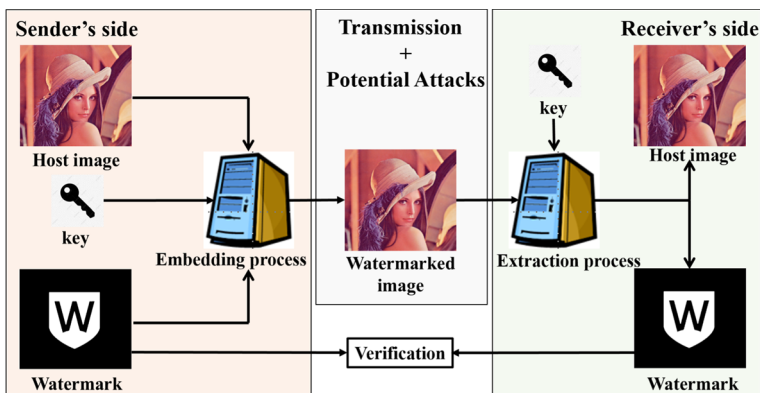 Sender's side
Host image
key
Embedding process
W
Watermark
Transmission
+
Potential Attacks
Watermarked
image
Verification
Receiver's side
key
Host image
Extraction process
W
Watermark